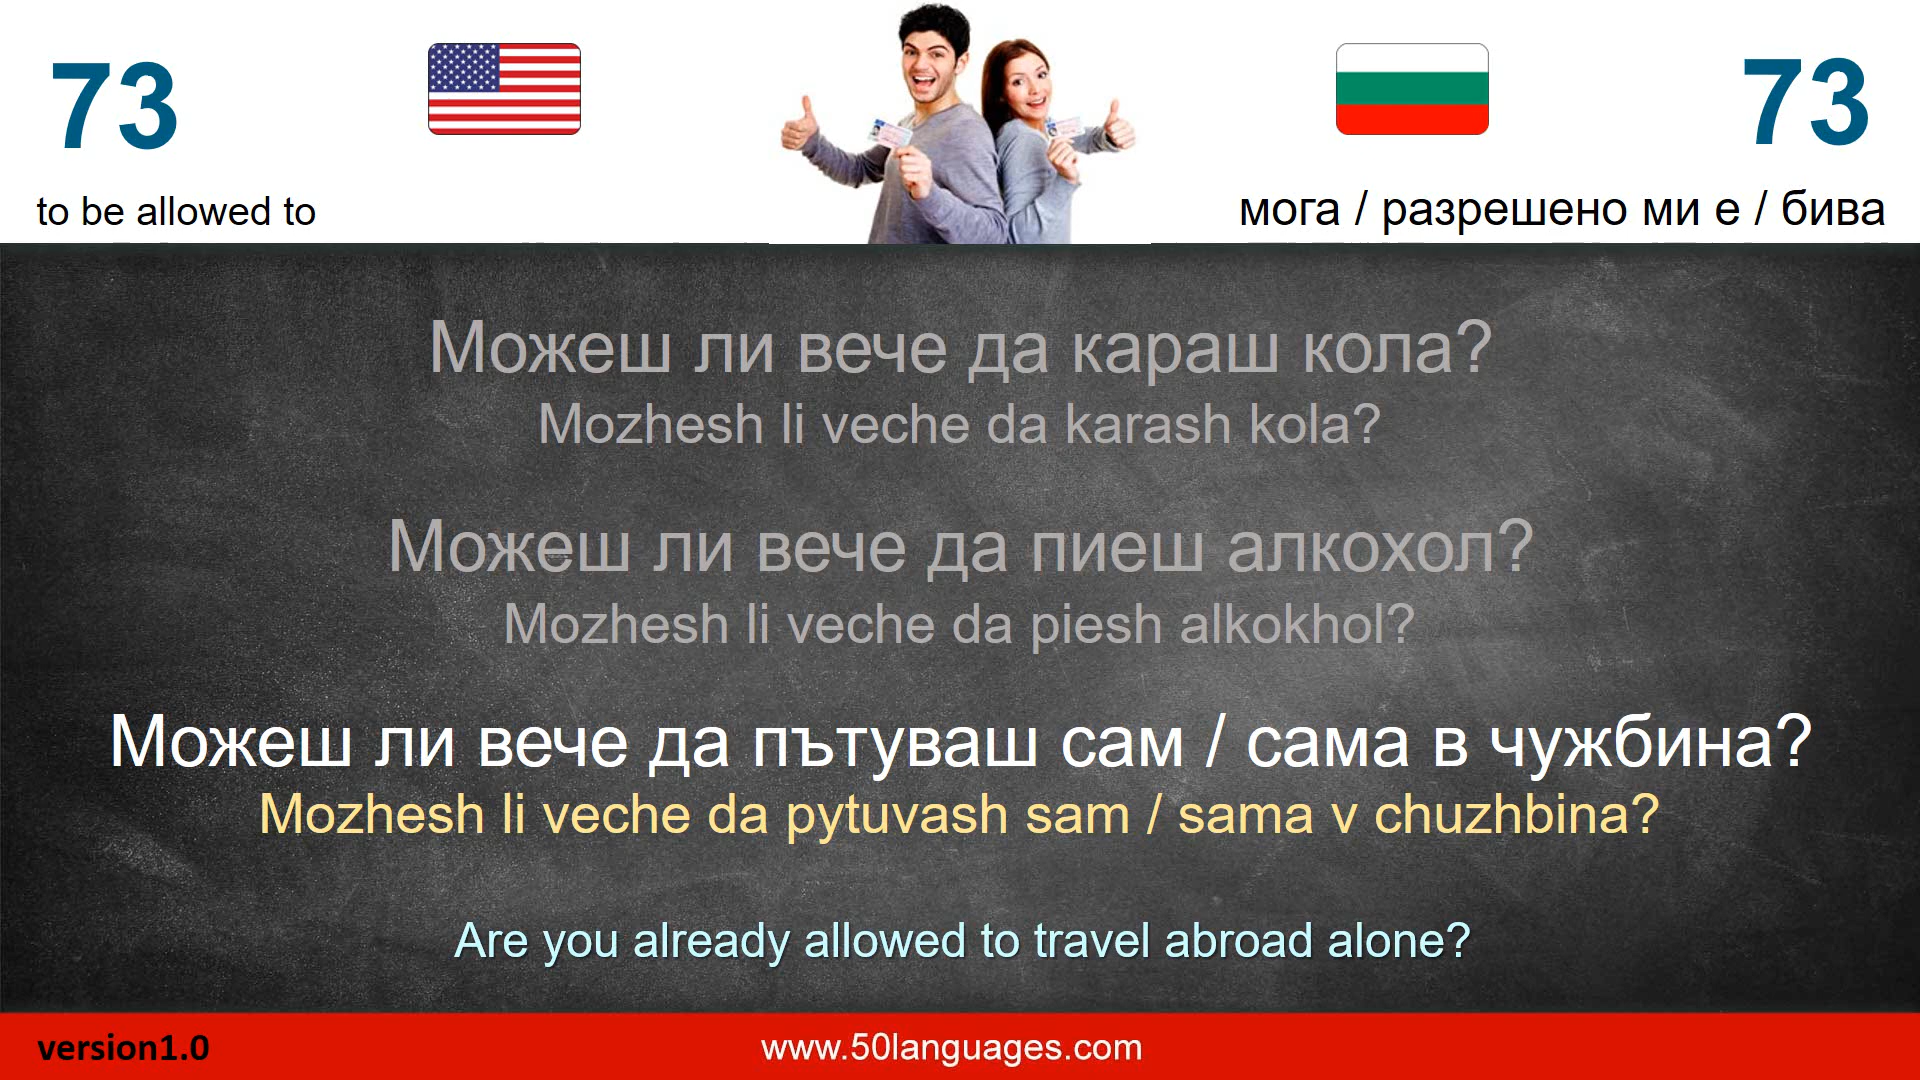 73
73
to be allowed to
мога / разрешено ми е / бива
Можеш ли вече да караш кола?
Mozhesh li veche da karash kola?
Можеш ли вече да пиеш алкохол?
Mozhesh li veche da piesh alkokhol?
Можеш ли вече да пътуваш сам / сама в чужбина?
Mozhesh li veche da pytuvash sam / sama v chuzhbina?
Are you already allowed to travel abroad alone?
version1.0
www.50languages.com